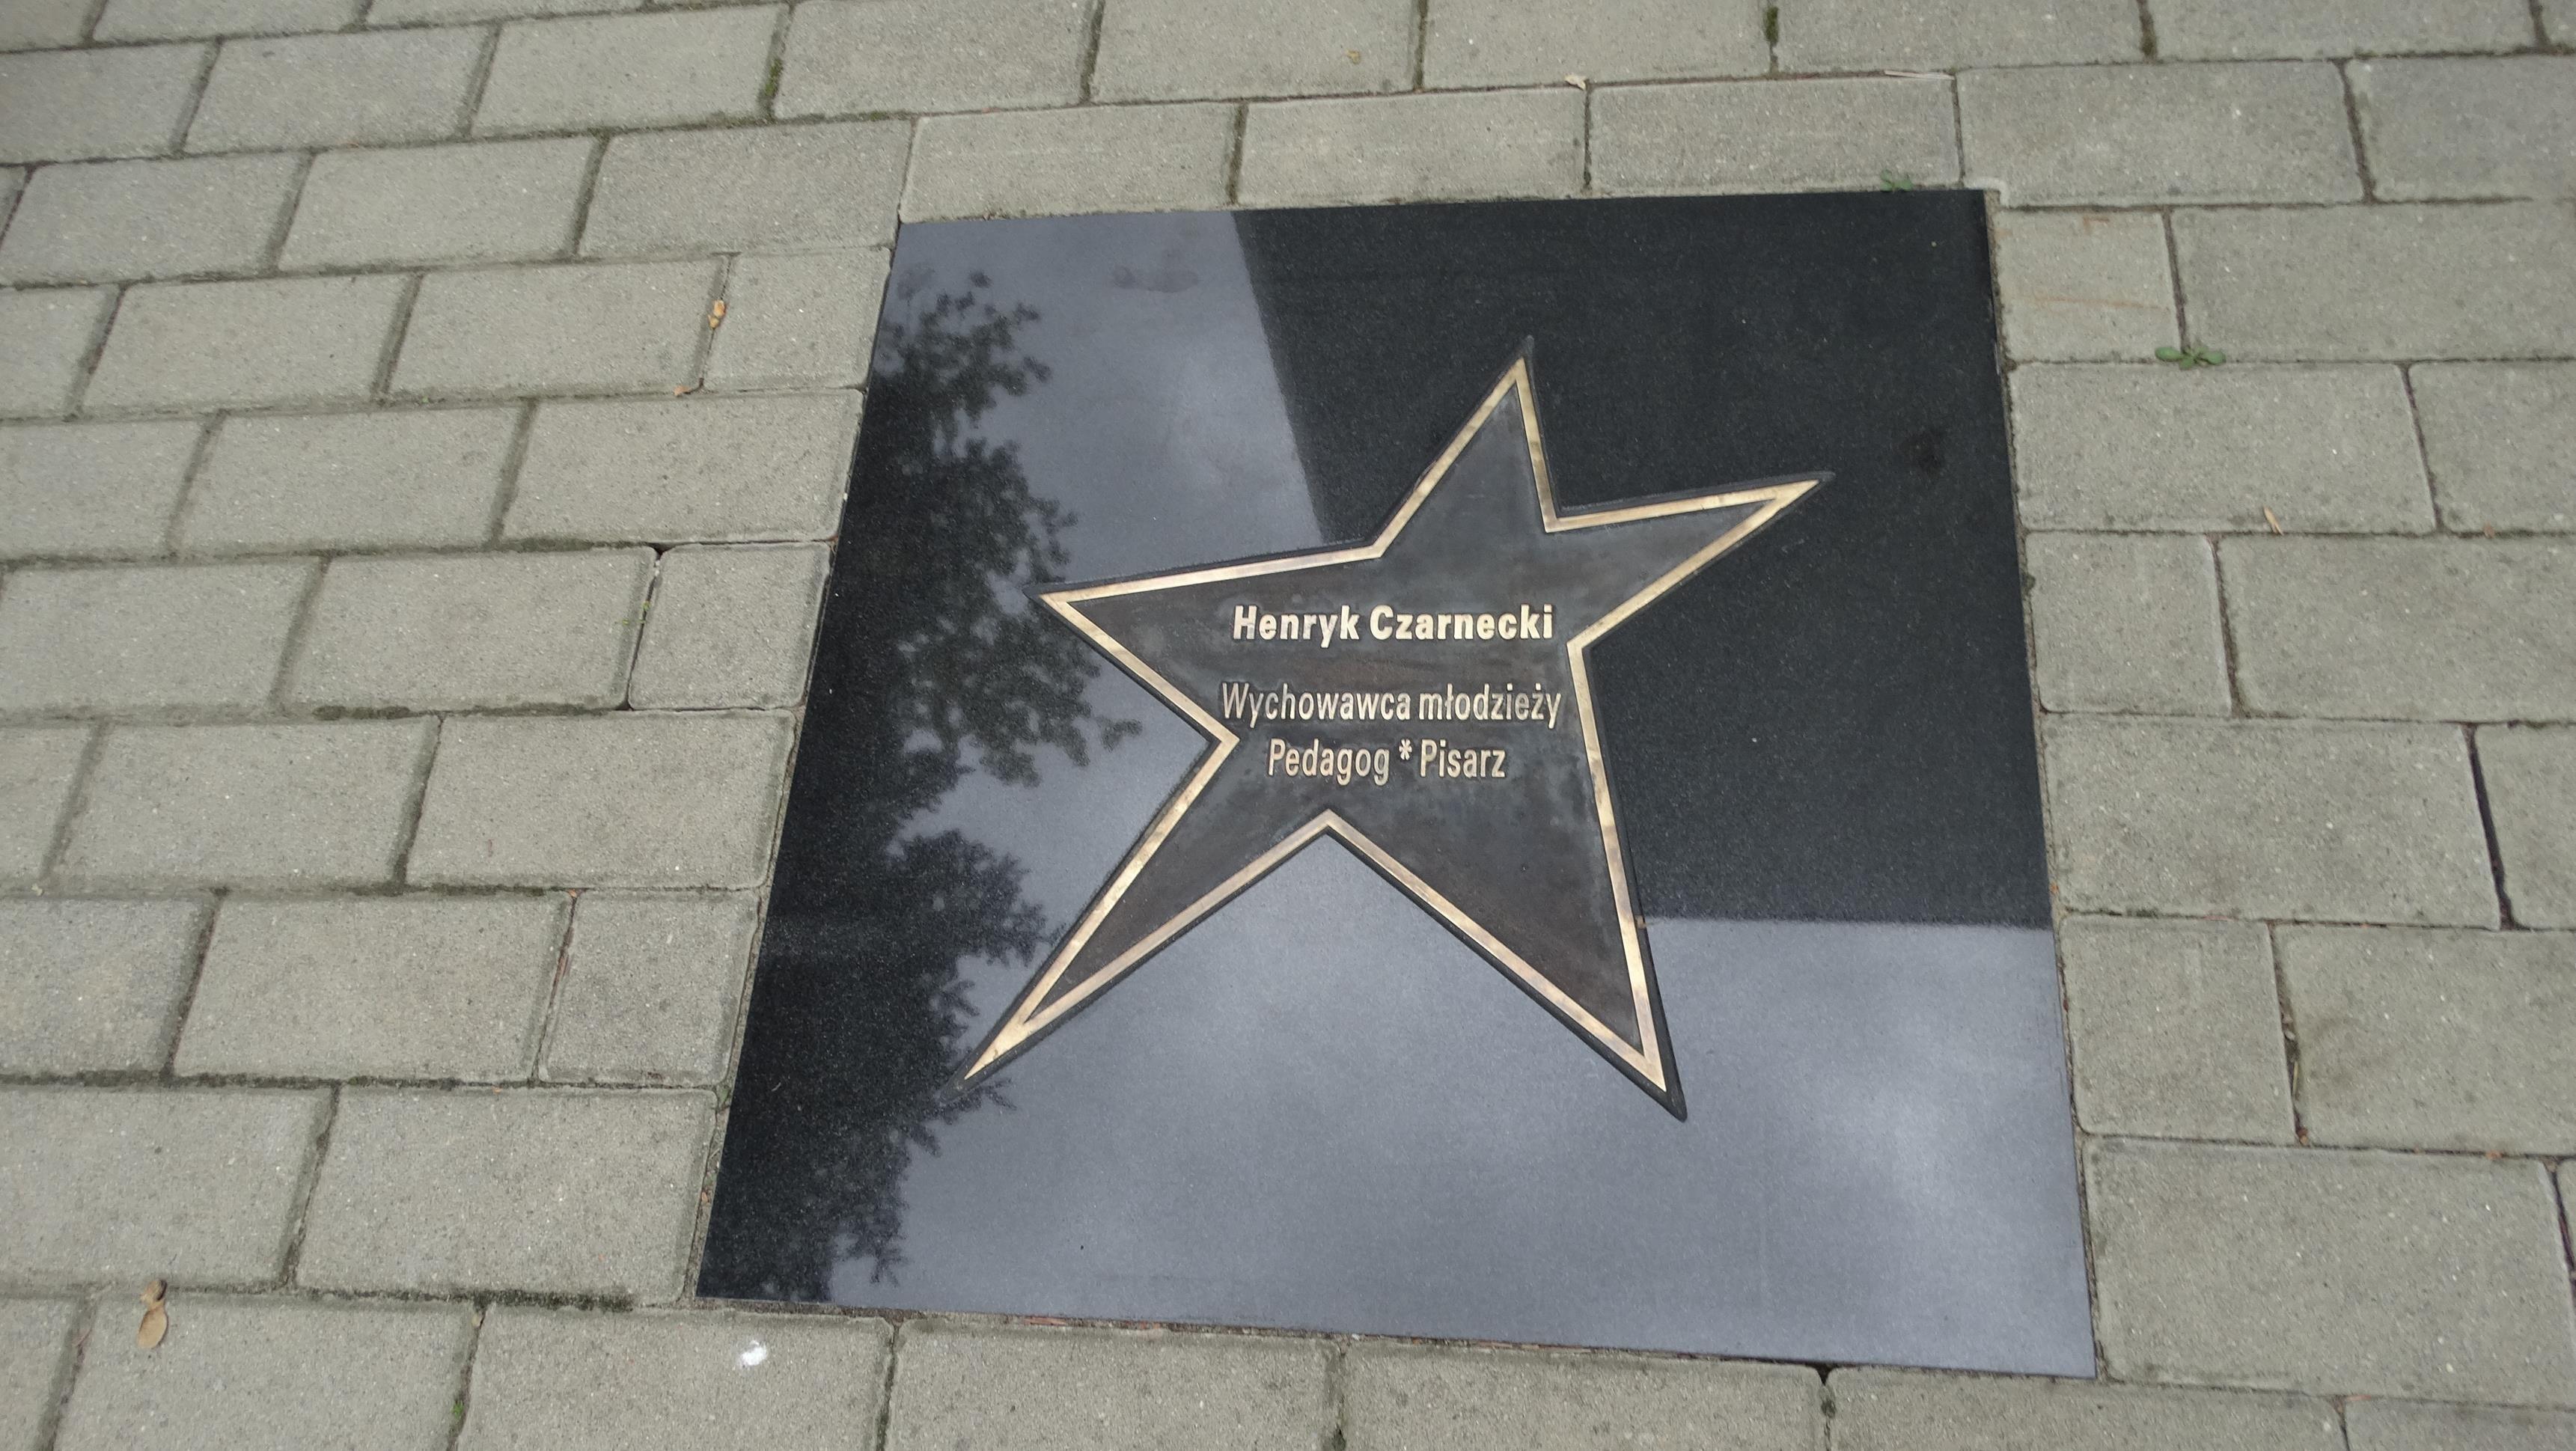 Henryk Czarnecki
Wychowawca młodzieży
Pedagog * Pisarz